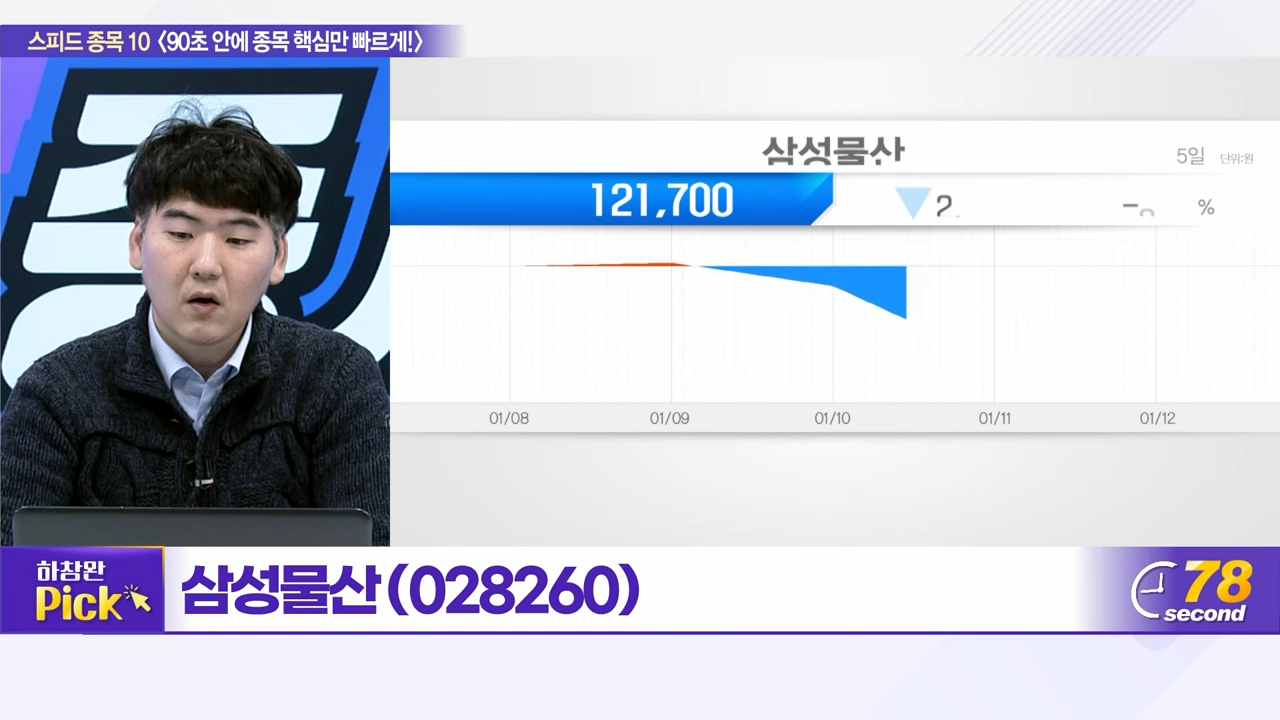 스피드 종목 10 <90초 안에 종목 핵심만 빠르게!>
삼성물산
5일 단위:원
121,700 ▼ %
01/08 01/09 01/10 01/11 01/12
하창완
Pick
삼성물산(028260)
78
second